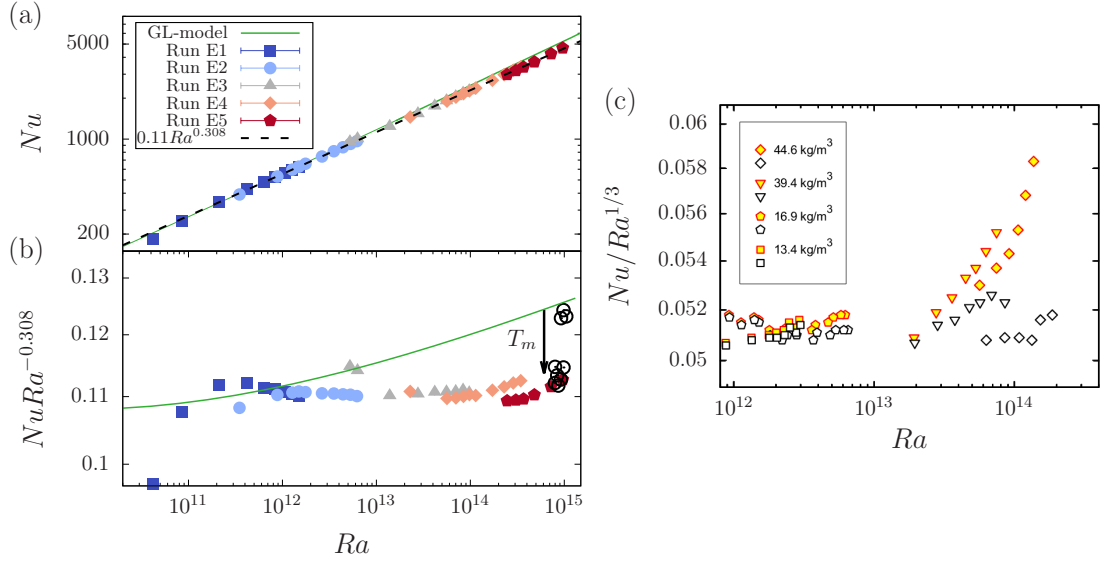 (a)
GL-model
Run E1
Run E2
Run E3
Run E4
Run E5
0.11Ra^0.308
5000
1000
200
Nu
(b)
0.13
0.12
0.11
0.1
NuRa^−0.308
T_m
10^11
10^12
10^13
10^14
10^15
Ra
(c)
0.06
0.058
0.056
0.054
0.052
0.05
Nu/Ra^1/3
44.6 kg/m^3
39.4 kg/m^3
16.9 kg/m^3
13.4 kg/m^3
10^12
10^13
10^14
Ra